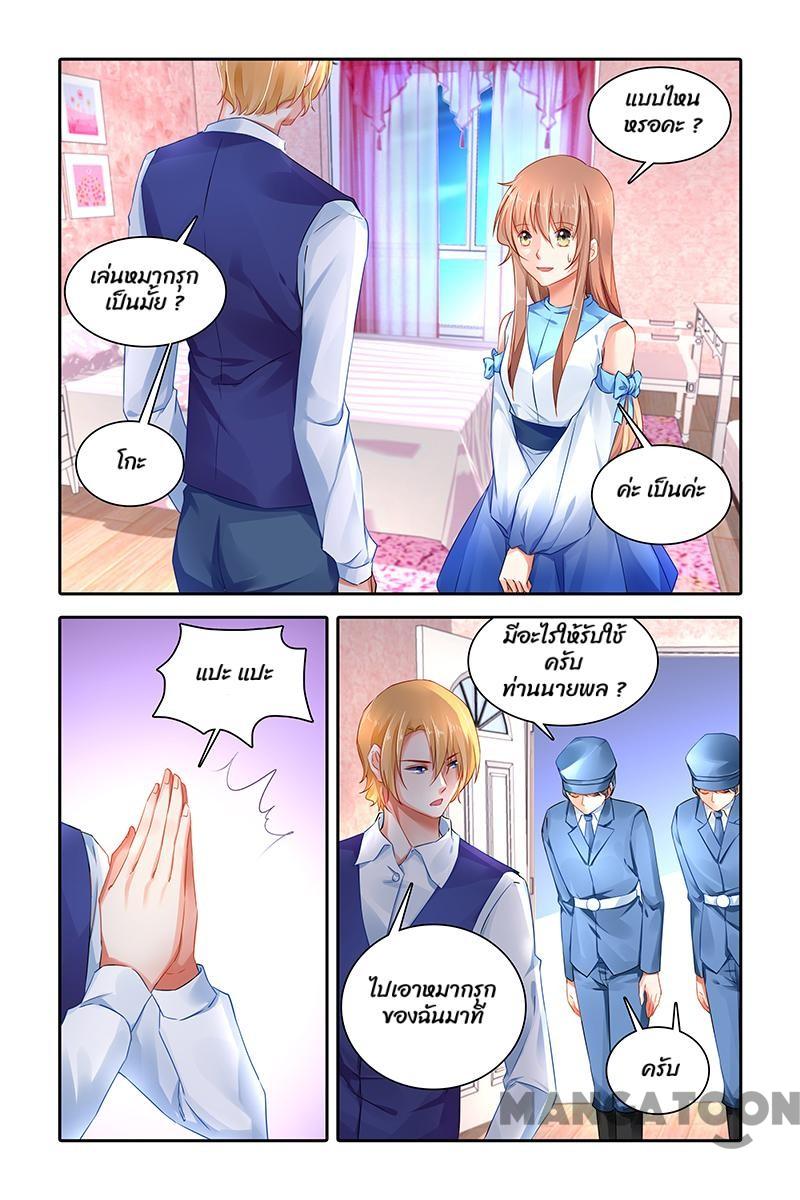 เล่นหมากรุก
เป็นมั้ย ?
แบบไหน
หรอคะ ?
โกะ
ค่ะ เป็นค่ะ
แปะ แปะ
มีอะไรให้รับใช้
ครับ
ท่านนายพล ?
ไปเอาหมากรุก
ของฉันมาที
ครับ
MANGATOON